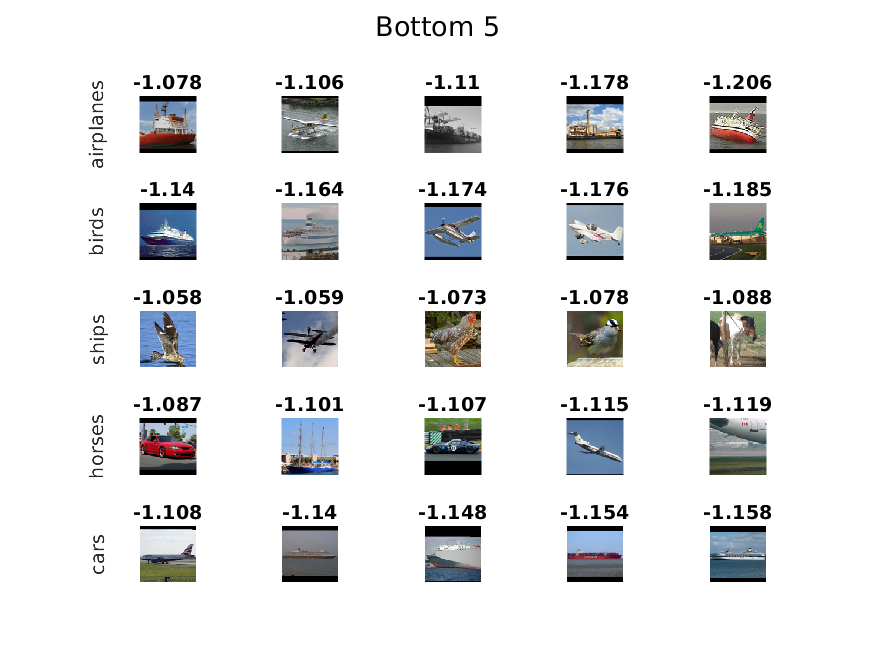 Bottom 5
airplanes
-1.078 -1.106 -1.11 -1.178 -1.206
birds
-1.14 -1.164 -1.174 -1.176 -1.185
ships
-1.058 -1.059 -1.073 -1.078 -1.088
horses
-1.087 -1.101 -1.107 -1.115 -1.119
cars
-1.108 -1.14 -1.148 -1.154 -1.158